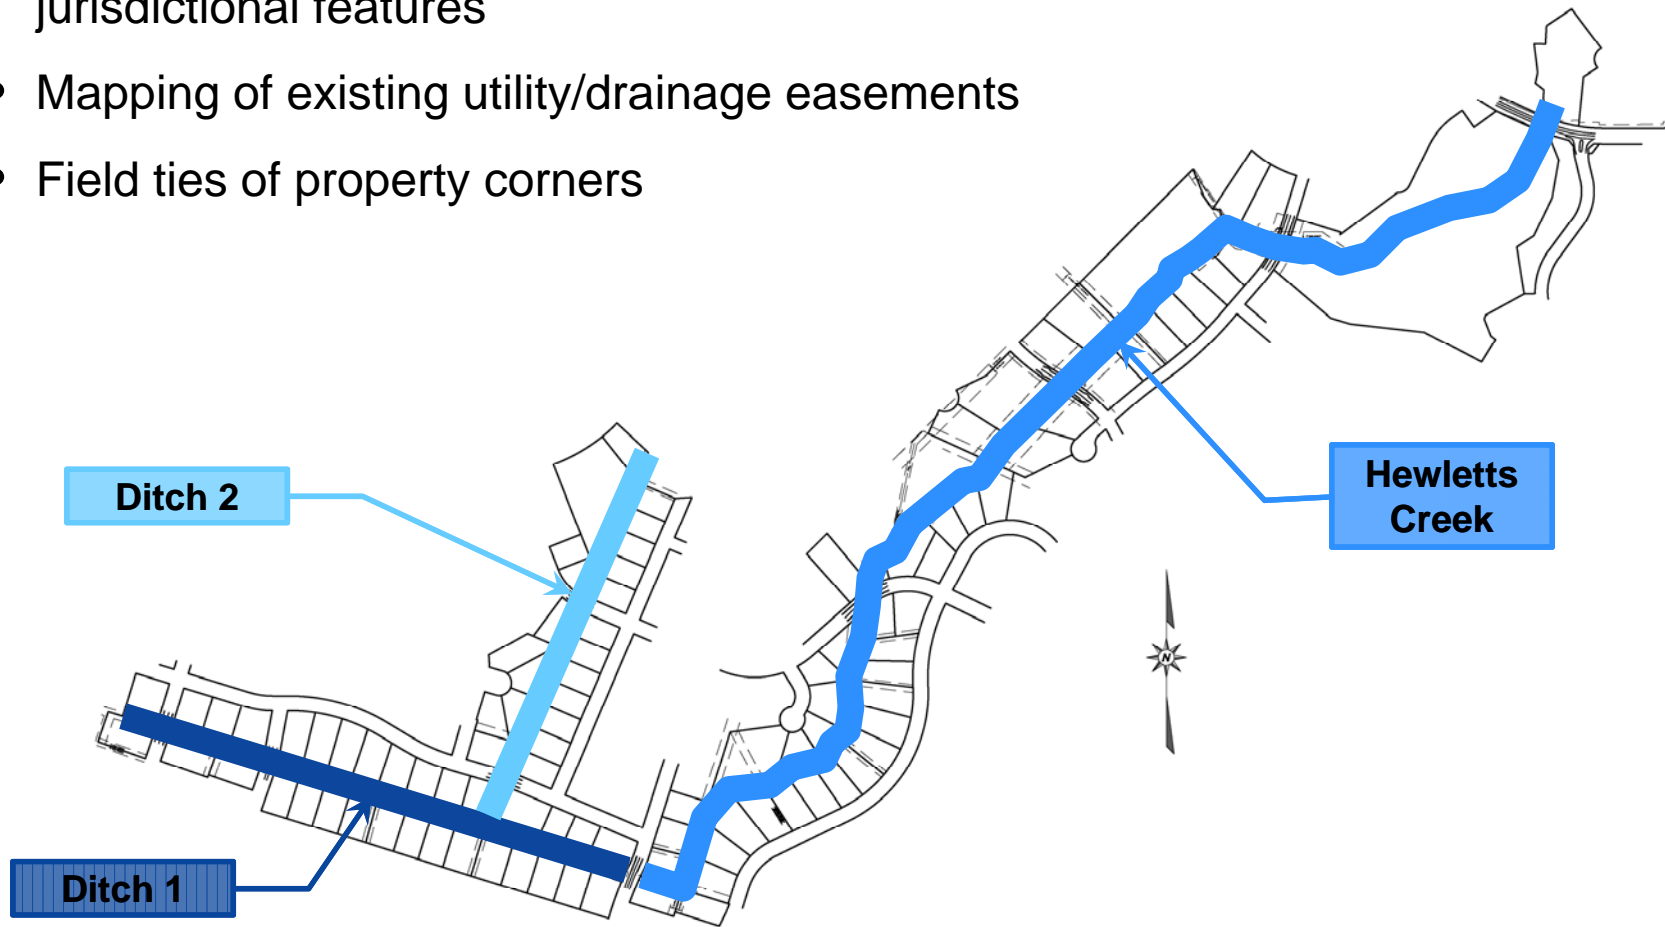 jurisdictional features
• Mapping of existing utility/drainage easements
• Field ties of property corners
Ditch 2
Hewletts
Creek
N
Ditch 1